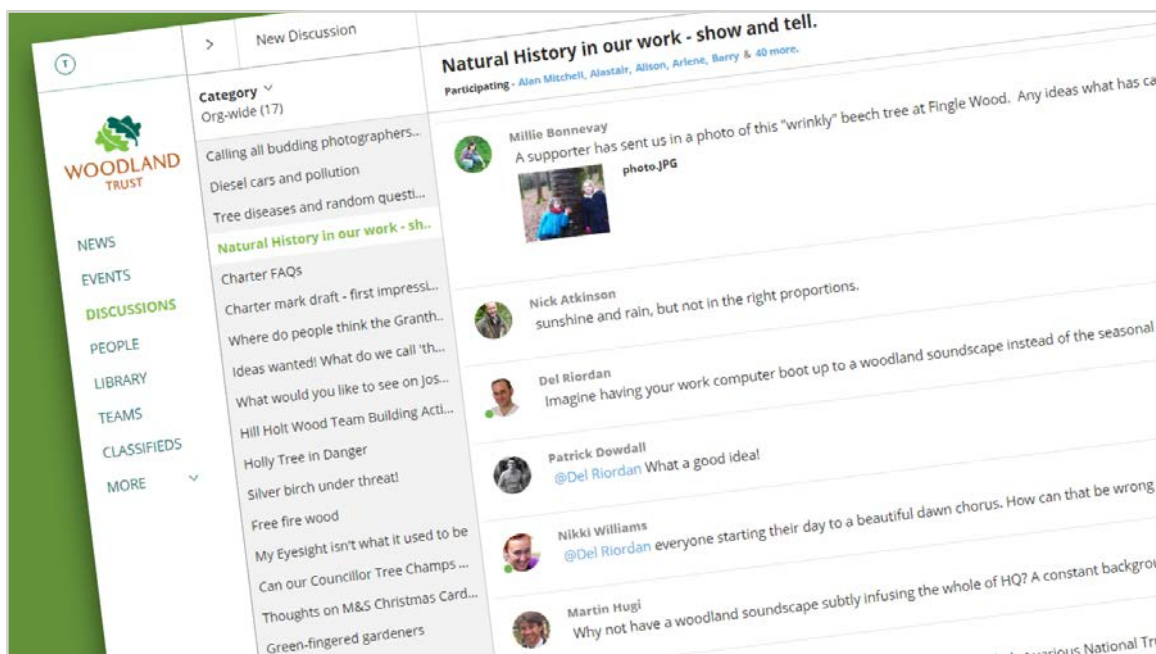 T
New Discussion
WOODLAND
TRUST
NEWS
EVENTS
DISCUSSIONS
PEOPLE
LIBRARY
TEAMS
CLASSIFIEDS
MORE
Category
Org-wide (17)
Calling all budding photographers...
Diesel cars and pollution
Tree diseases and random questi...
Natural History in our work - sh..
Charter FAQs
Charter mark draft - first impressi...
Where do people think the Granth..
Ideas wanted! What do we call 'th...
What would you like to see on Jos...
Hill Holt Wood Team Building Acti...
Holly Tree in Danger
Silver birch under threat!
Free fire wood
My Eyesight isn't what it used to be
Can our Councillor Tree Champs ...
Thoughts on M&S Christmas Card...
Green-fingered gardeners
Natural History in our work - show and tell.
Participating - Alan Mitchell, Alastair, Alison, Arlene, Barry & 40 more.
Millie Bonnevay
A supporter has sent us in a photo of this "wrinkly" beech tree at Fingle Wood. Any ideas what has ca
photo.JPG
Nick Atkinson
sunshine and rain, but not in the right proportions.
Del Riordan
Imagine having your work computer boot up to a woodland soundscape instead of the seasonal
Patrick Dowdall
@Del Riordan What a good idea!
Nikki Williams
@Del Riordan everyone starting their day to a beautiful dawn chorus. How can that be wrong
Martin Hugi
Why not have a woodland soundscape subtly infusing the whole of HQ? A constant backgrou
various National Tru